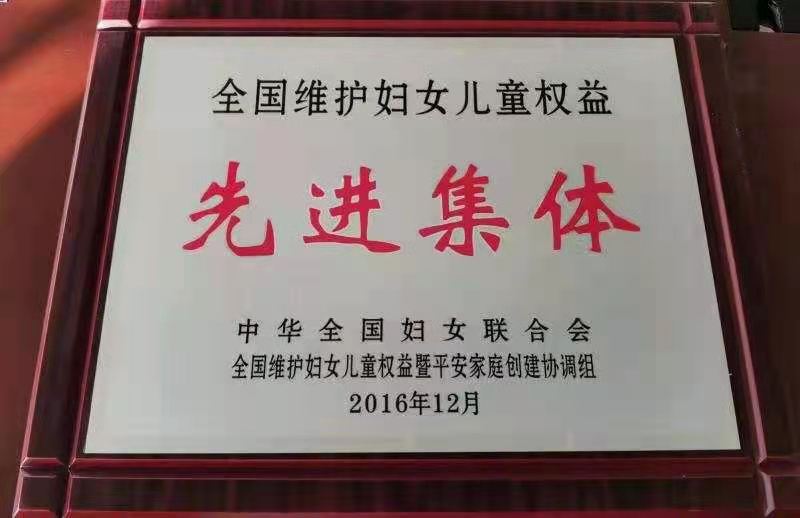 全国维护妇女儿童权益
先进集体
中华全国妇女联合会
全国维护妇女儿童权益暨平安家庭创建协调组
2016年12月